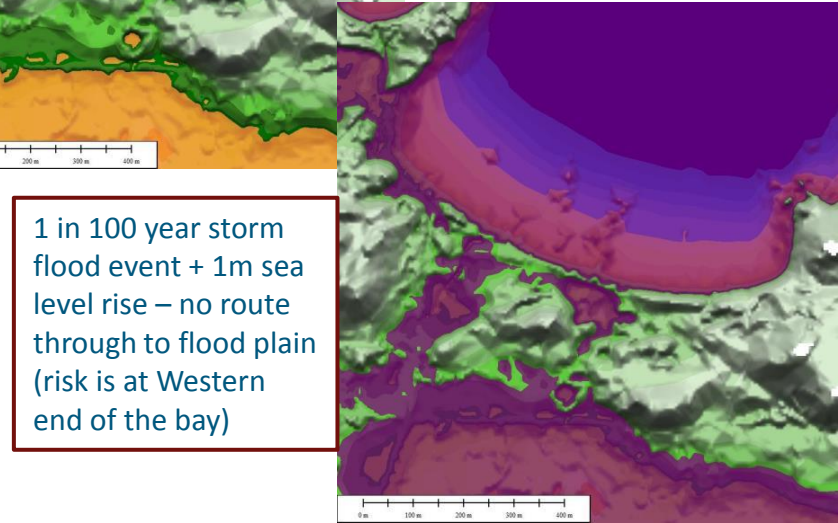 200 m 300 m 400 m
1 in 100 year storm
flood event + 1m sea
level rise – no route
through to flood plain
(risk is at Western
end of the bay)
0 m 100 m 200 m 300 m 400 m